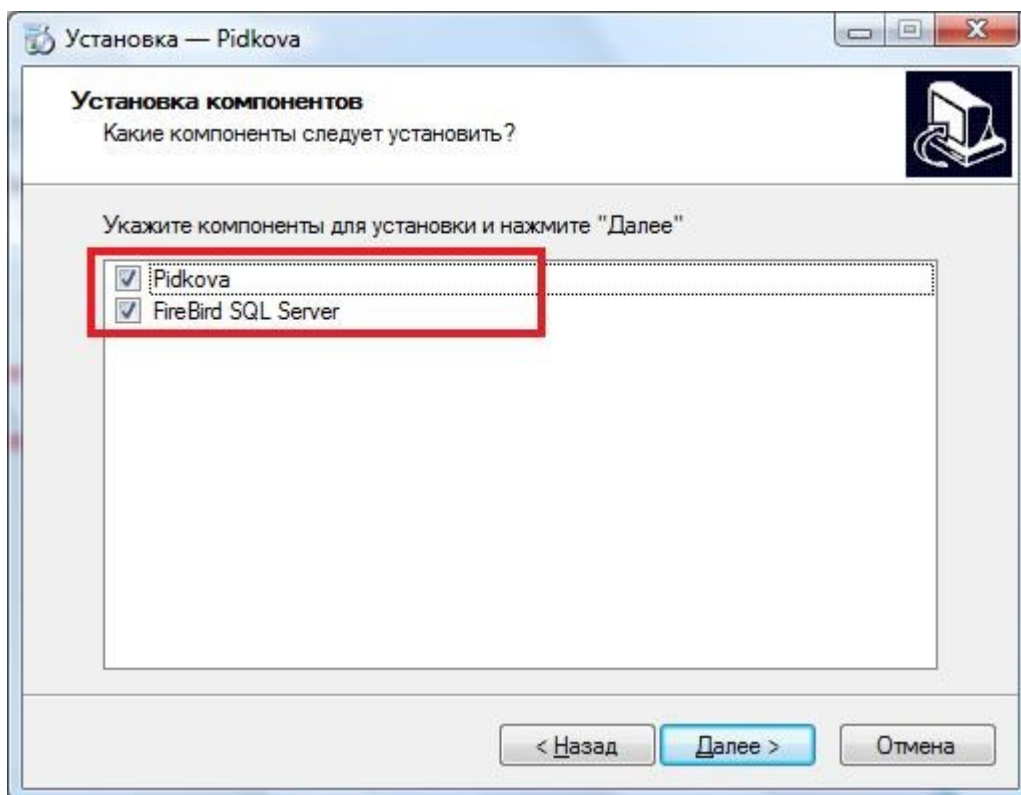 Установка — Pidkova
Установка компонентов
Какие компоненты следует установить?
Укажите компоненты для установки и нажмите "Далее"
Pidkova
FireBird SQL Server
< Назад Далее > Отмена